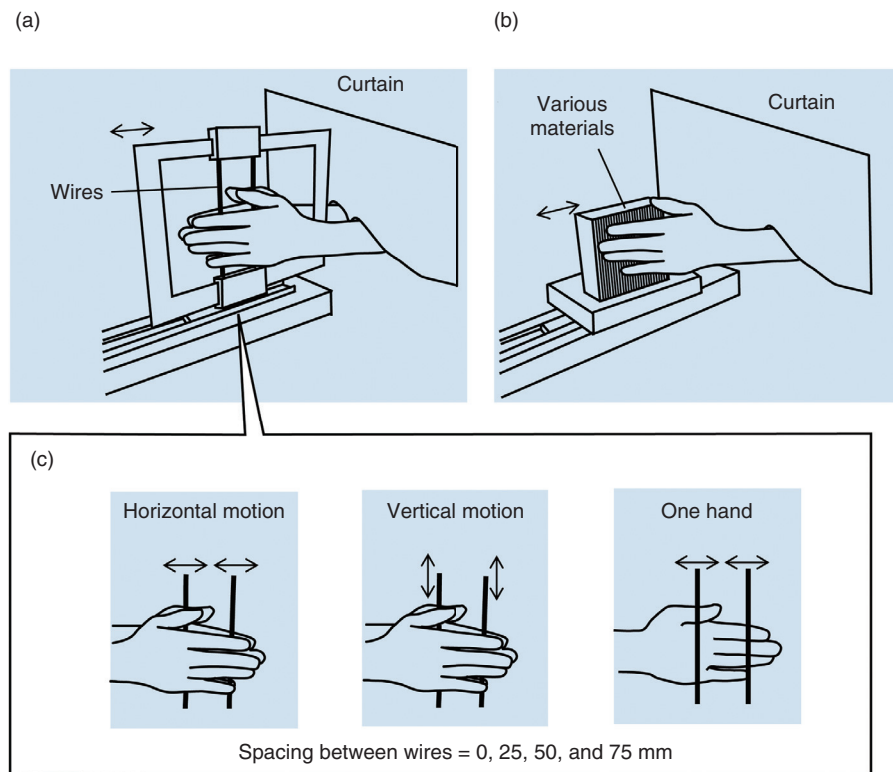 (a)
Curtain
Wires
(b)
Various
materials
Curtain
(c)
Horizontal motion
Vertical motion
One hand
Spacing between wires = 0, 25, 50, and 75 mm